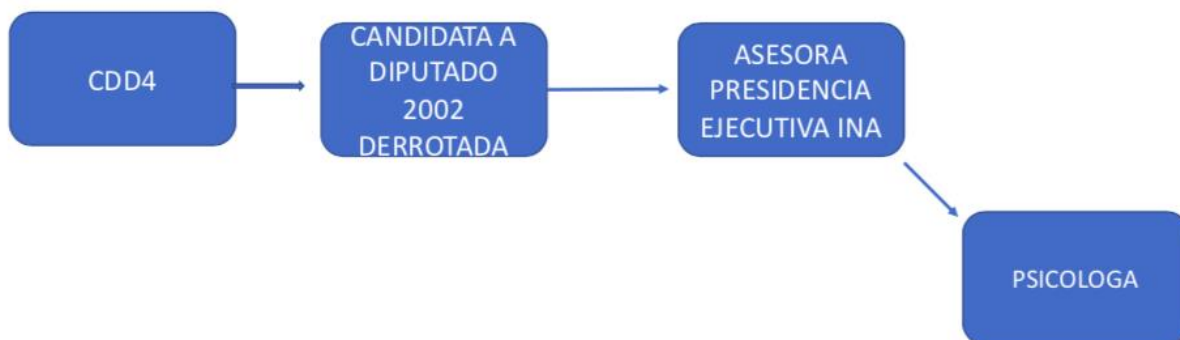 CDD4
CANDIDATA A
DIPUTADO
2002
DERROTADA
ASESORA
PRESIDENCIA
EJECUTIVA INA
PSICOLOGA